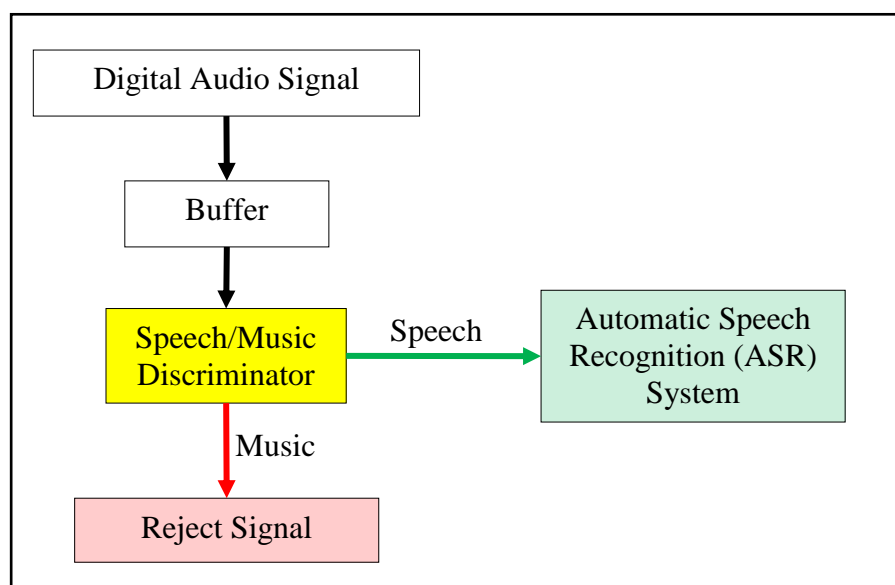 Digital Audio Signal
Buffer
Speech/Music
Discriminator
Speech
Automatic Speech
Recognition (ASR)
System
Music
Reject Signal